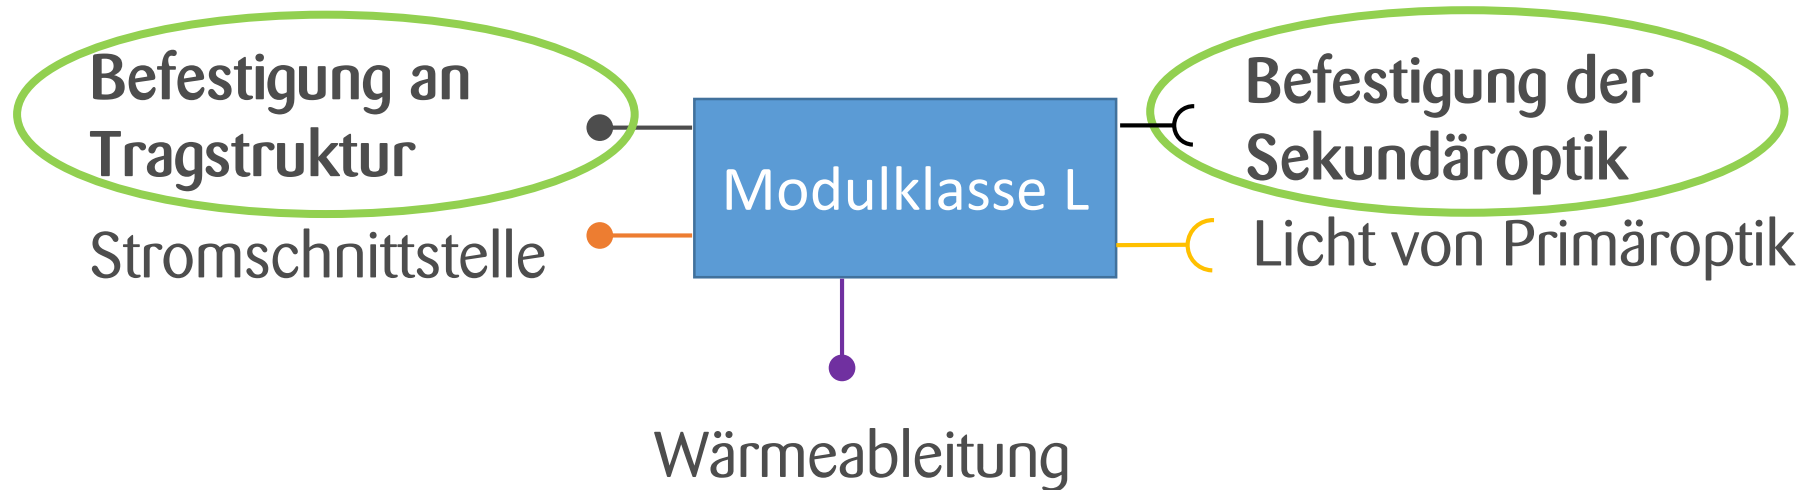 Befestigung an
Tragstruktur
Stromschnittstelle
Modulklasse L
Befestigung der
Sekundäroptik
Licht von Primäroptik
Wärmeableitung